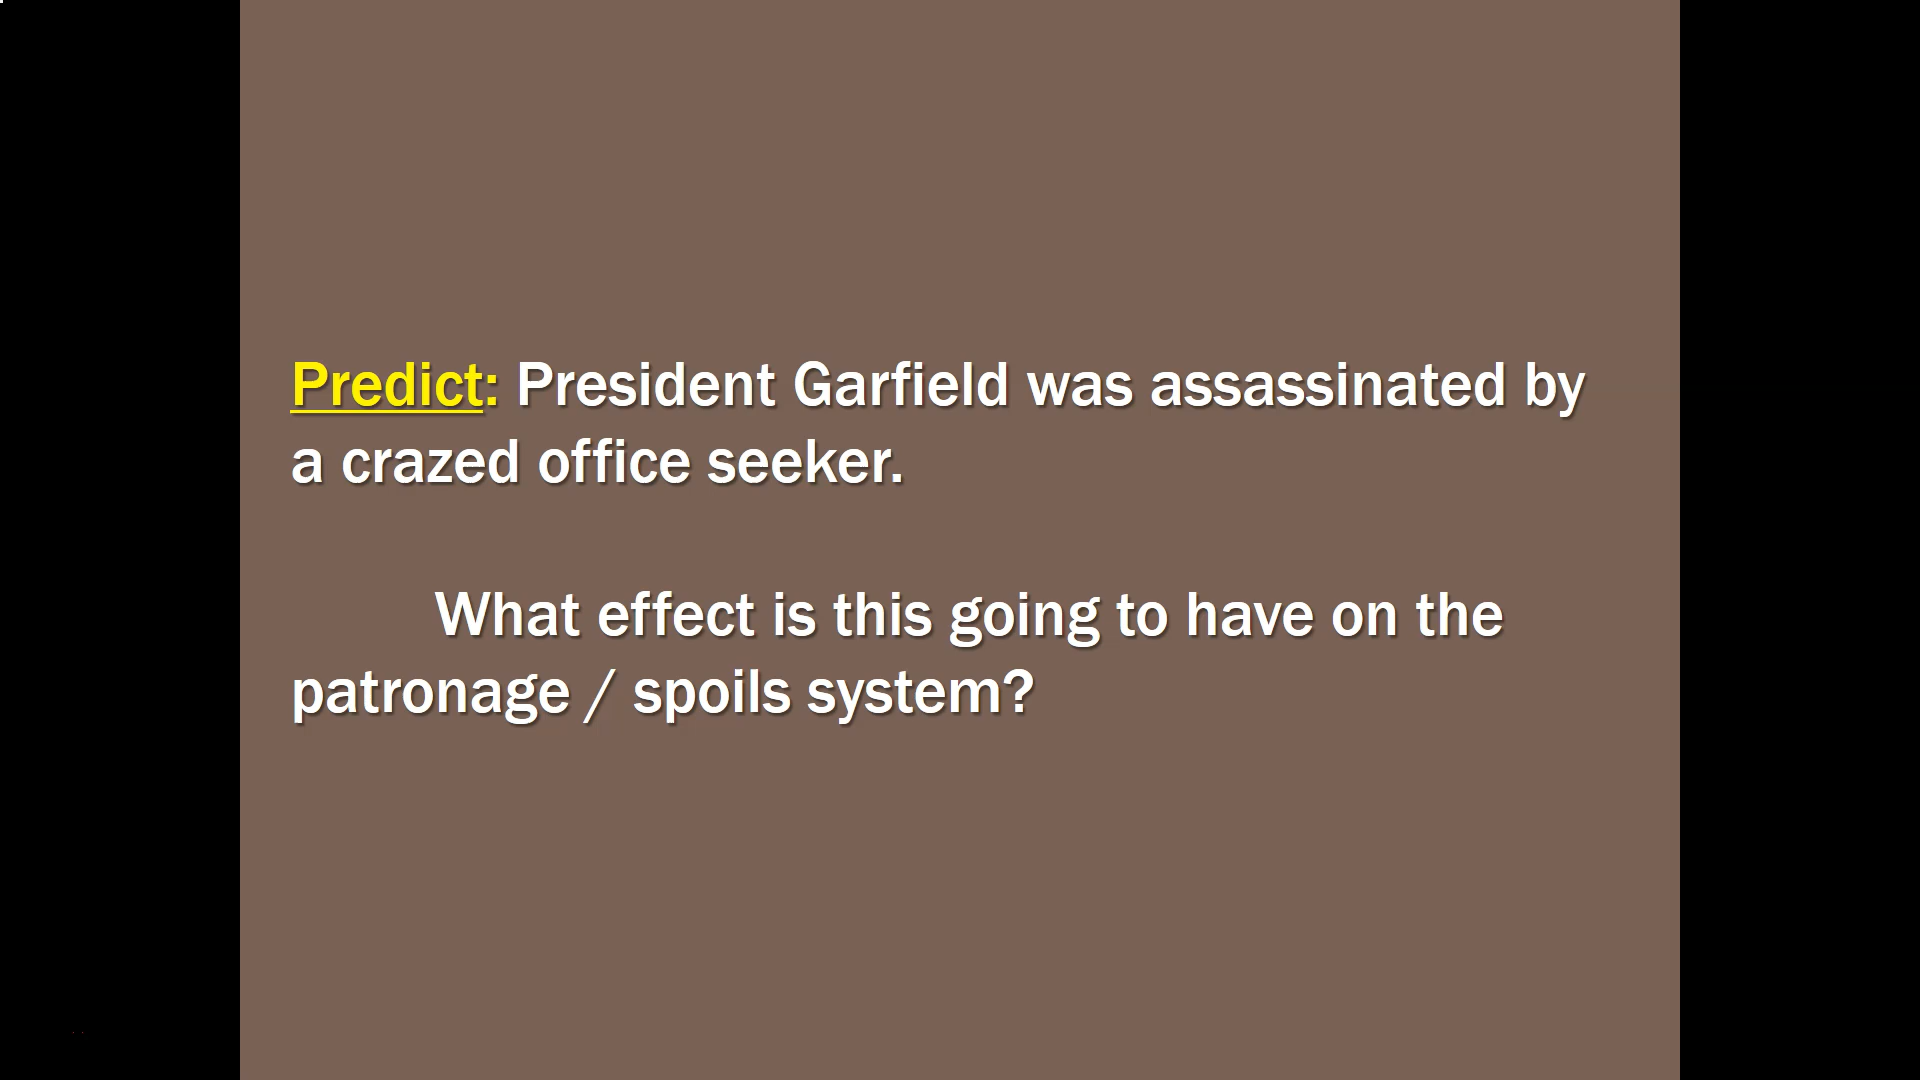 Predict: President Garfield was assassinated by
a crazed office seeker.
What effect is this going to have on the
patronage / spoils system?